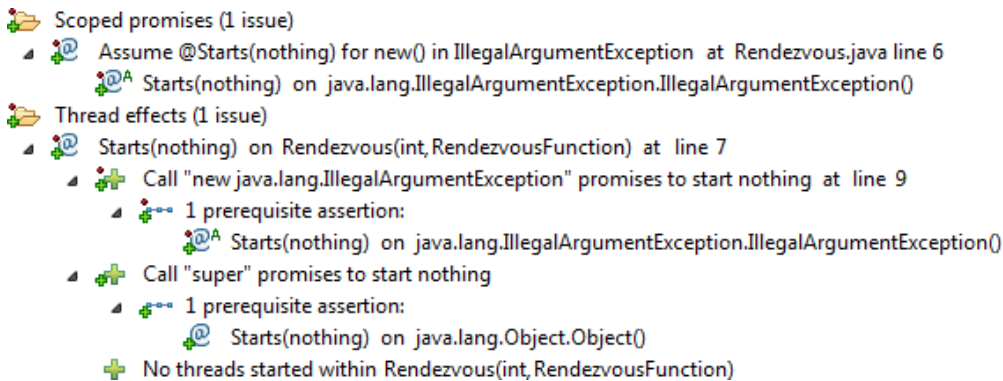 Scoped promises (1 issue)
Assume @Starts(nothing) for new() in IllegalArgumentException at Rendezvous.java line 6
Starts(nothing) on java.lang.IllegalArgumentException.IllegalArgumentException()
Thread effects (1 issue)
Starts(nothing) on Rendezvous(int, RendezvousFunction) at line 7
Call "new java.lang.IllegalArgumentException" promises to start nothing at line 9
1 prerequisite assertion:
Starts(nothing) on java.lang.IllegalArgumentException.IllegalArgumentException()
Call "super" promises to start nothing
1 prerequisite assertion:
Starts(nothing) on java.lang.Object.Object()
No threads started within Rendezvous(int, RendezvousFunction)